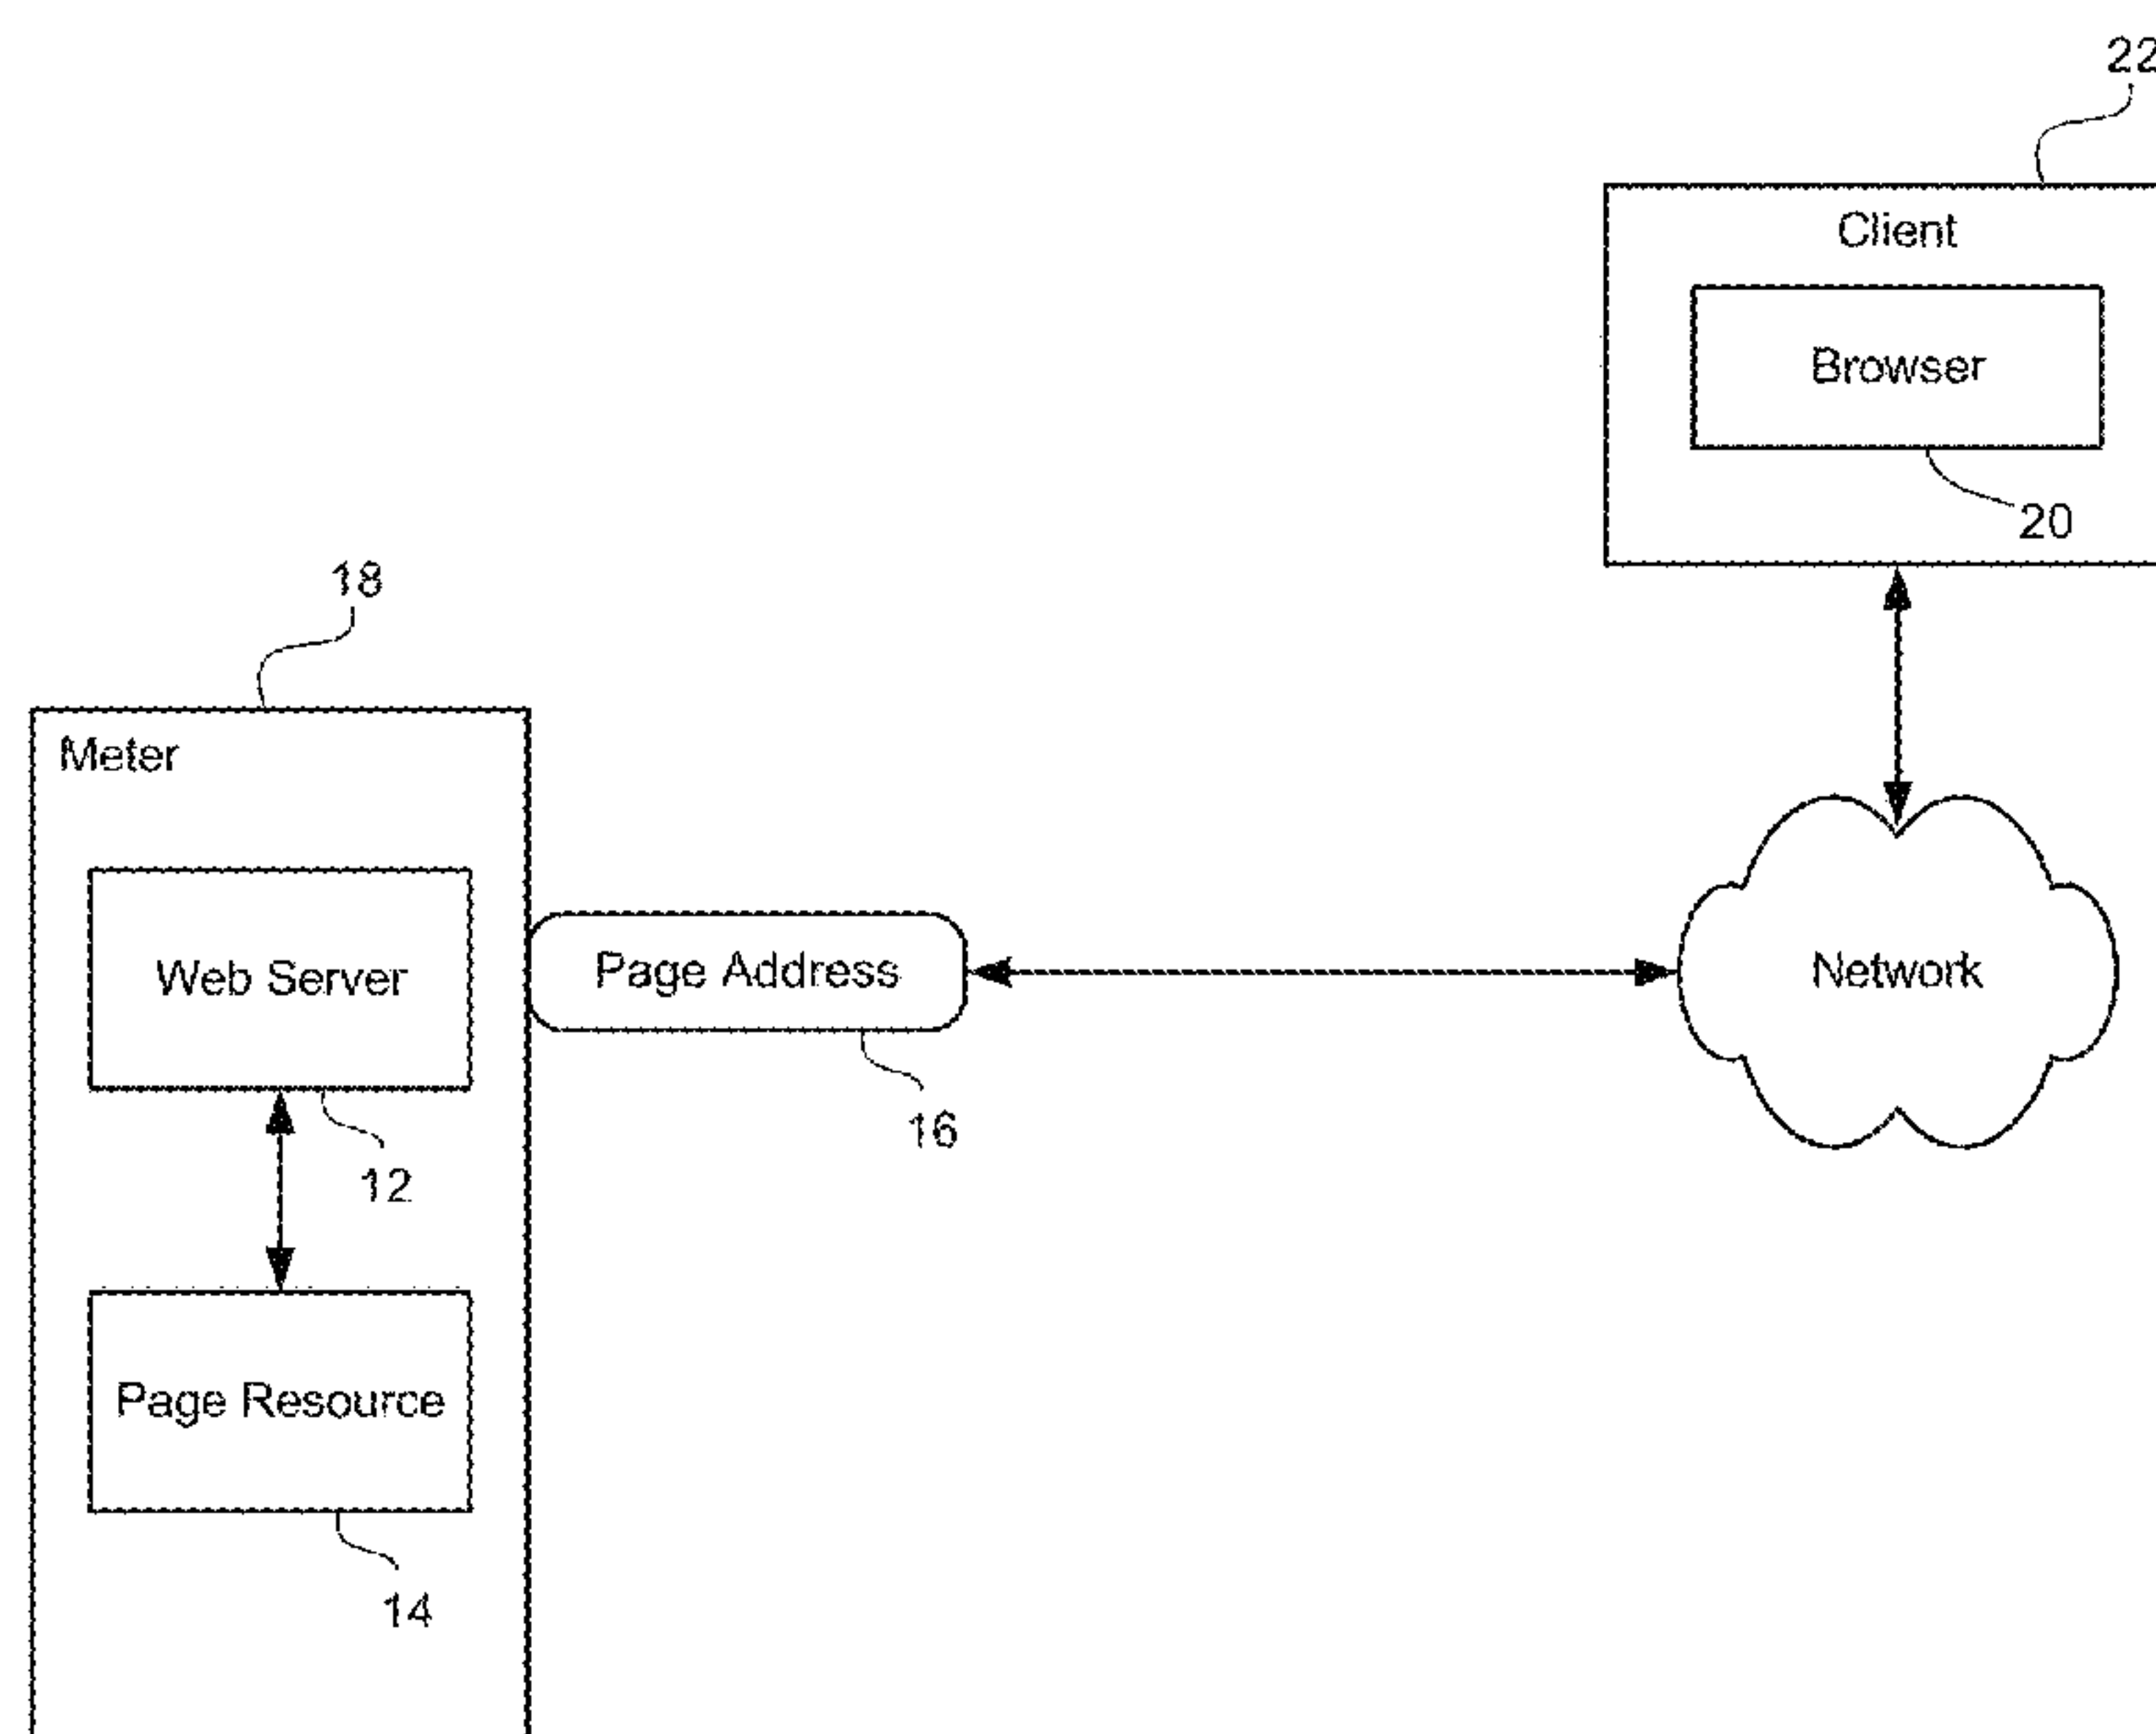 22
Client
Browser
20
18
Meter
Web Server
Page Address
Network
16
12
Page Resource
14